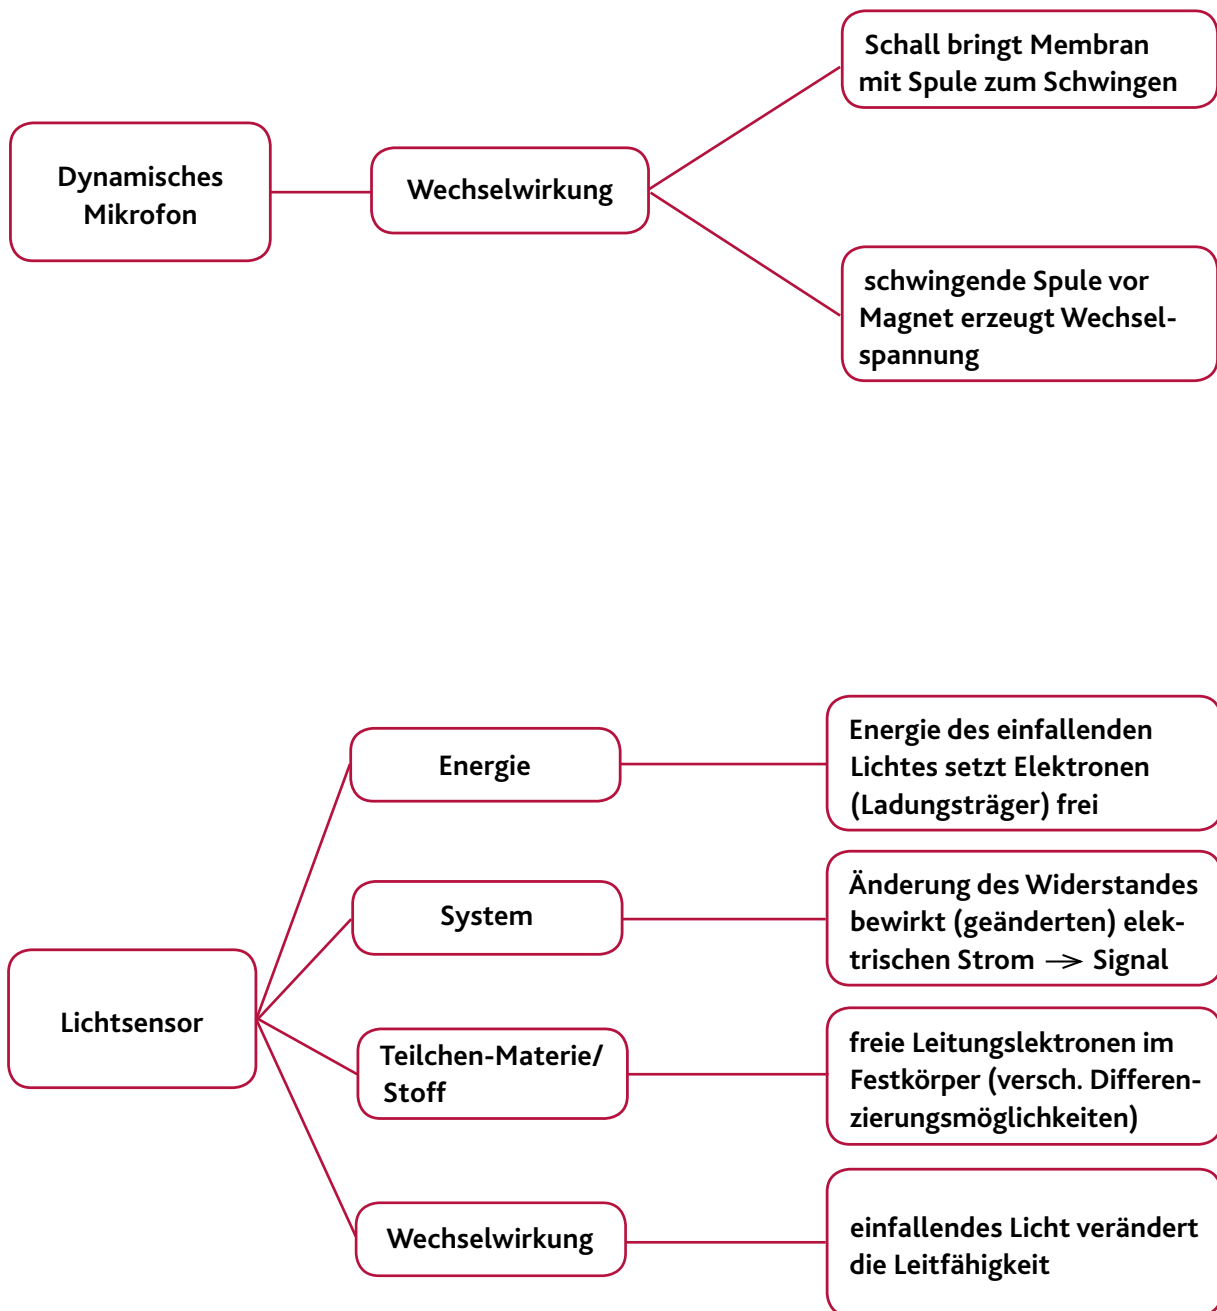 Schall bringt Membran
mit Spule zum Schwingen
Dynamisches
Mikrofon
Wechselwirkung
schwingende Spule vor
Magnet erzeugt Wechsel-
spannung
Energie des einfallenden
Lichtes setzt Elektronen
(Ladungsträger) frei
Energie
Änderung des Widerstandes
bewirkt (geänderten) elek-
trischen Strom → Signal
System
Lichtsensor
Teilchen-Materie/
Stoff
freie Leitungslektronen im
Festkörper (versch. Differen-
zierungsmöglichkeiten)
Wechselwirkung
einfallendes Licht verändert
die Leitfähigkeit